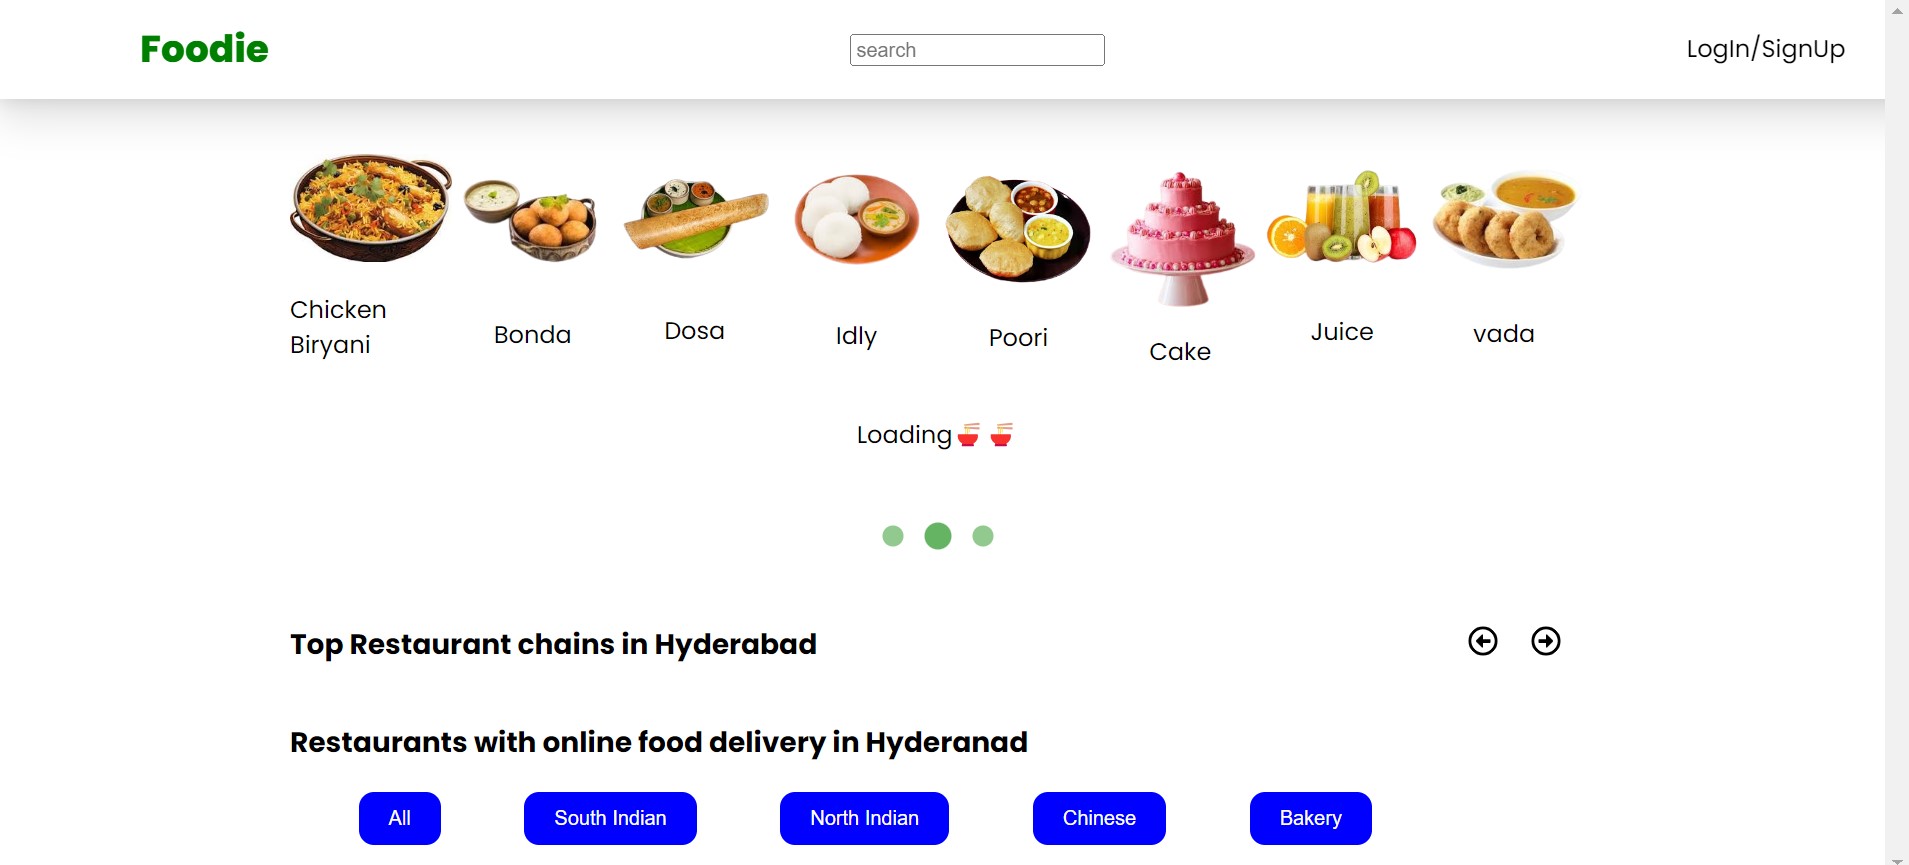 Foodie
search
LogIn/SignUp
Chicken
Biryani
Bonda
Dosa
Idly
Poori
Cake
Juice
vada
Loading🍜 🍜
Top Restaurant chains in Hyderabad
Restaurants with online food delivery in Hyderanad
All
South Indian
North Indian
Chinese
Bakery